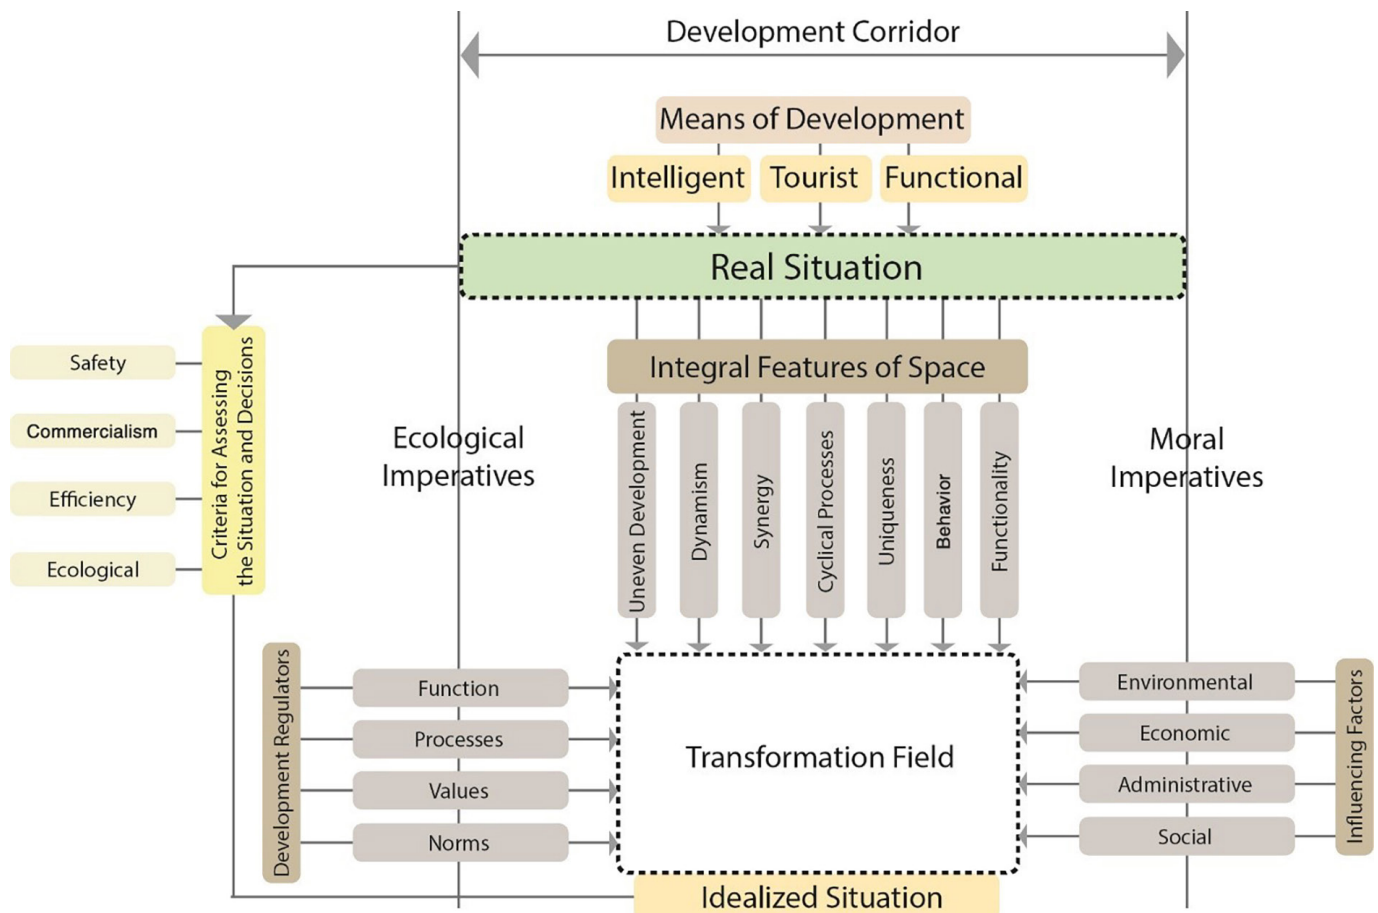 Development Corridor
Means of Development
Intelligent
Tourist
Functional
Real Situation
Integral Features of Space
Safety
Commercialism
Efficiency
Ecological
Criteria for Assessing
the Situation and Decisions
Ecological
Imperatives
Uneven Development
Dynamism
Synergy
Cyclical Processes
Uniqueness
Behavior
Functionality
Moral
Imperatives
Development Regulators
Function
Processes
Values
Norms
Transformation Field
Environmental
Economic
Administrative
Social
Influencing Factors
Idealized Situation